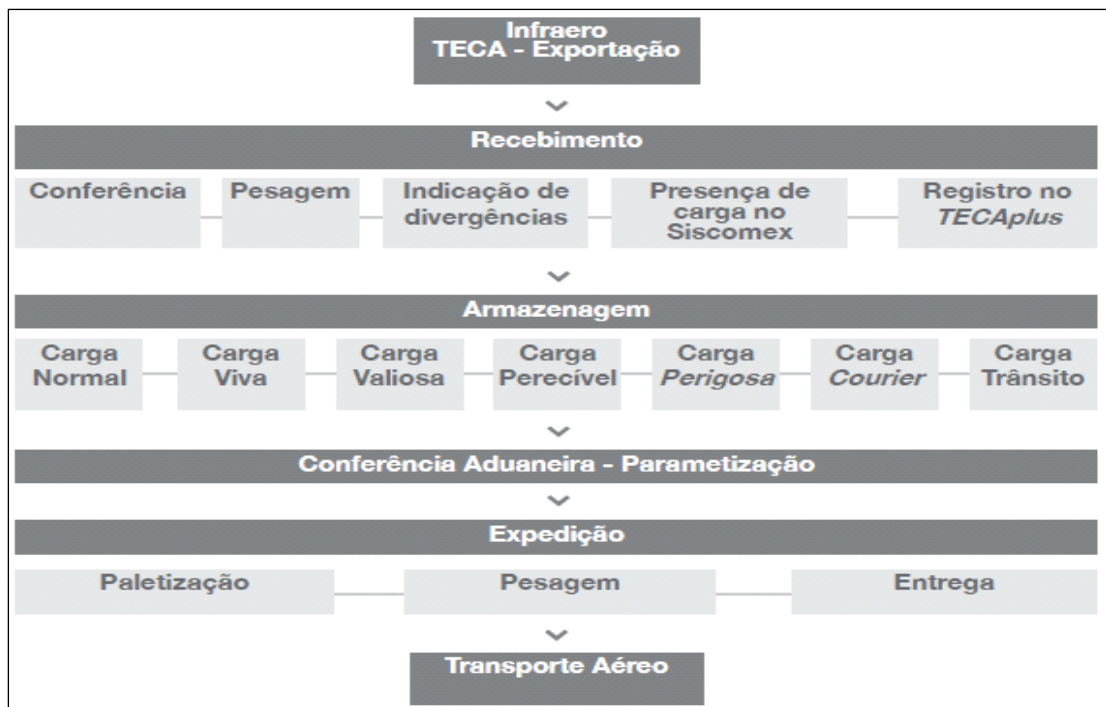 Infraero
TECA - Exportação
Recebimento
Conferência
Pesagem
Indicação de
divergências
Presença de
carga no
Siscomex
Registro no
TECAplus
Armazenagem
Carga
Normal
Carga
Viva
Carga
Valiosa
Carga
Perecível
Carga
Perigosa
Carga
Courier
Carga
Trânsito
Conferência Aduaneira - Parametização
Expedição
Paletização
Pesagem
Entrega
Transporte Aéreo